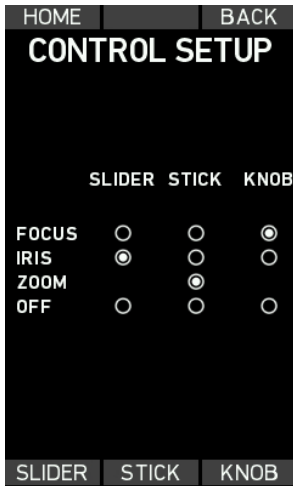 HOME BACK
CONTROL SETUP
SLIDER STICK KNOB
FOCUS
IRIS
ZOOM
OFF
SLIDER STICK KNOB